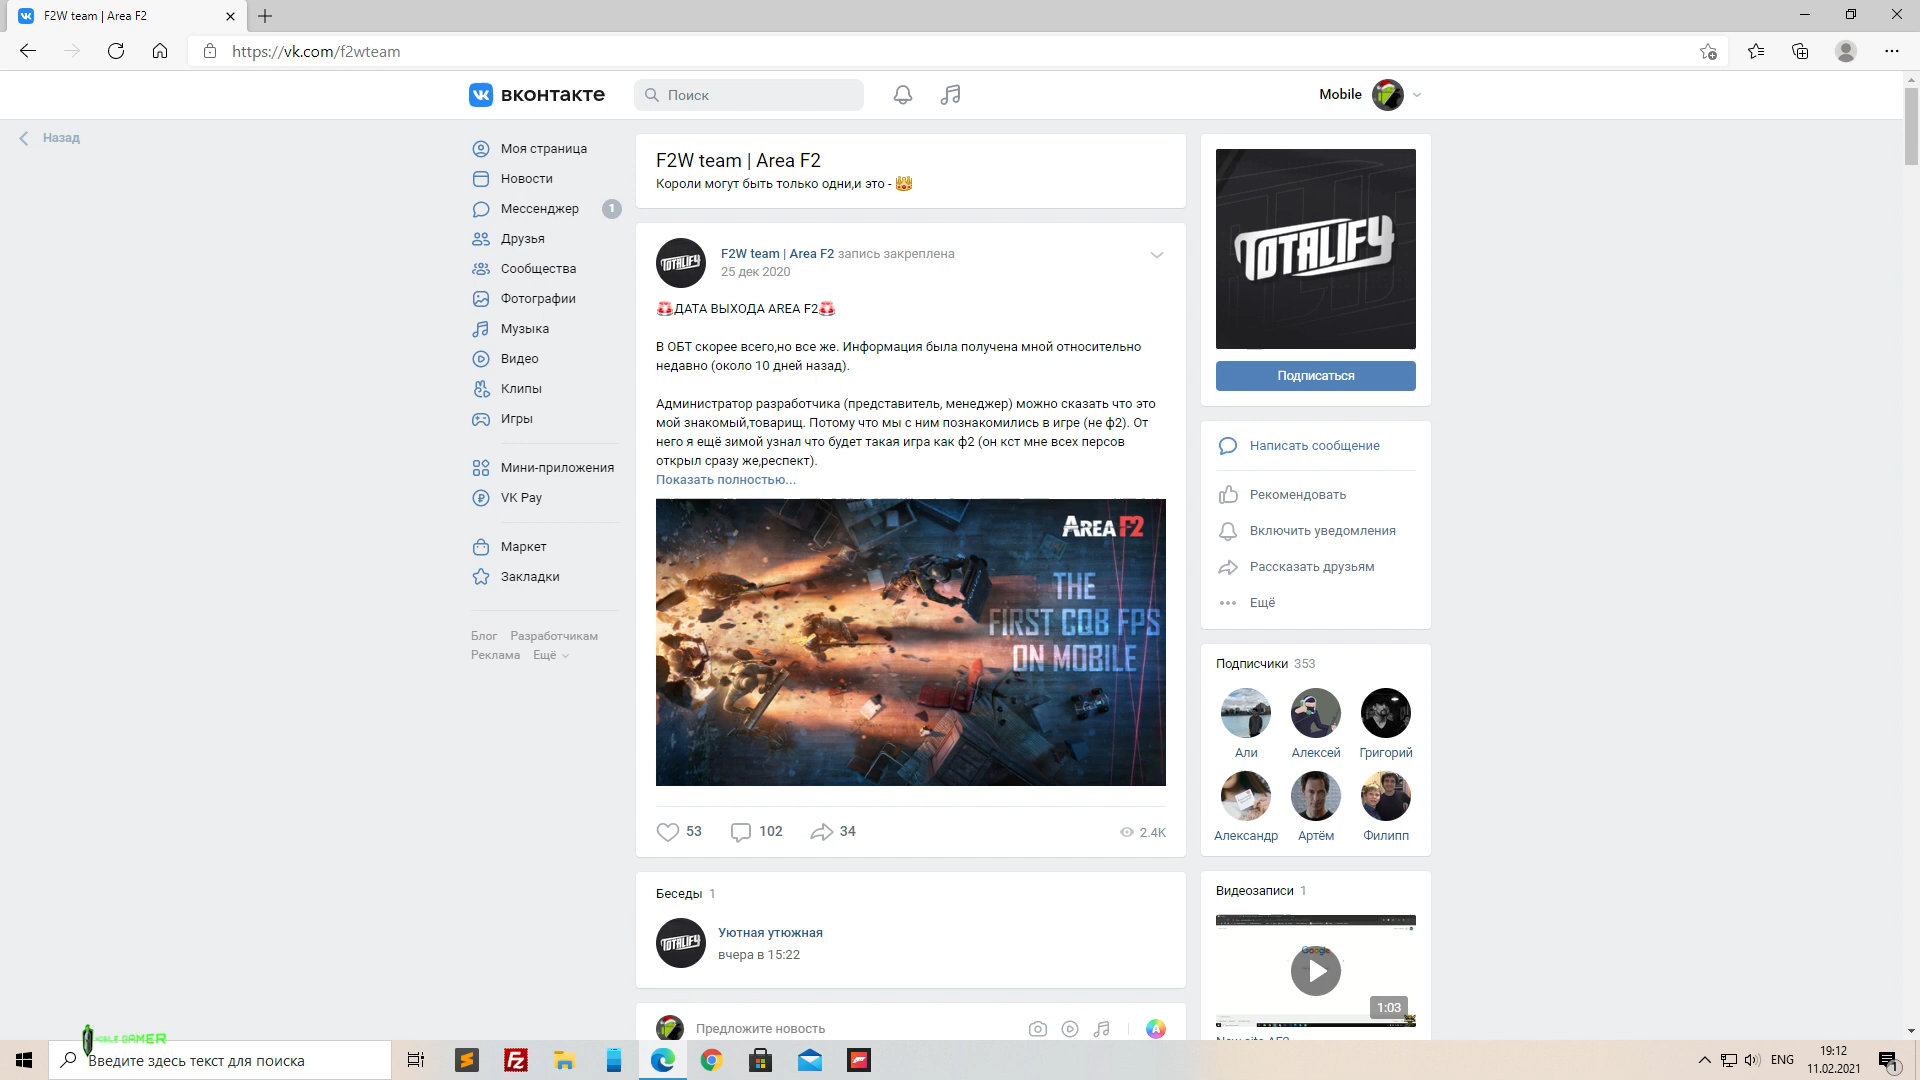 F2W team | Area F2
https://vk.com/f2wteam
вконтакте
Поиск
Mobile
Назад
Моя страница
Новости
Мессенджер 1
Друзья
Сообщества
Фотографии
Музыка
Видео
Клипы
Игры
Мини-приложения
VK Pay
Маркет
Закладки
Блог Разработчикам
Реклама Ещё
F2W team | Area F2
Короли могут быть только одни,и это -
TOTALIFY
F2W team | Area F2 запись закреплена
25 дек 2020
ДАТА ВЫХОДА AREA F2
В ОБТ скорее всего,но все же. Информация была получена мной относительно
недавно (около 10 дней назад).
Администратор разработчика (представитель, менеджер) можно сказать что это
мой знакомый,товарищ. Потому что мы с ним познакомились в игре (не ф2). От
него я ещё зимой узнал что будет такая игра как ф2 (он кст мне всех персов
открыл сразу же,респект).
Показать полностью...
AREA F2
THE
FIRST CQB FPS
ON MOBILE
53 102 34 2.4K
Беседы 1
TOTALIFY
Уютная утюжная
вчера в 15:22
Предложите новость
TOTALIFY
Подписаться
Написать сообщение
Рекомендовать
Включить уведомления
Рассказать друзьям
Ещё
Подписчики 353
Али Алексей Григорий
Александр Артём Филипп
Видеозаписи 1
Google
1:03
MOBILE GAMER
Введите здесь текст для поиска
ENG
19:12
11.02.2021
1